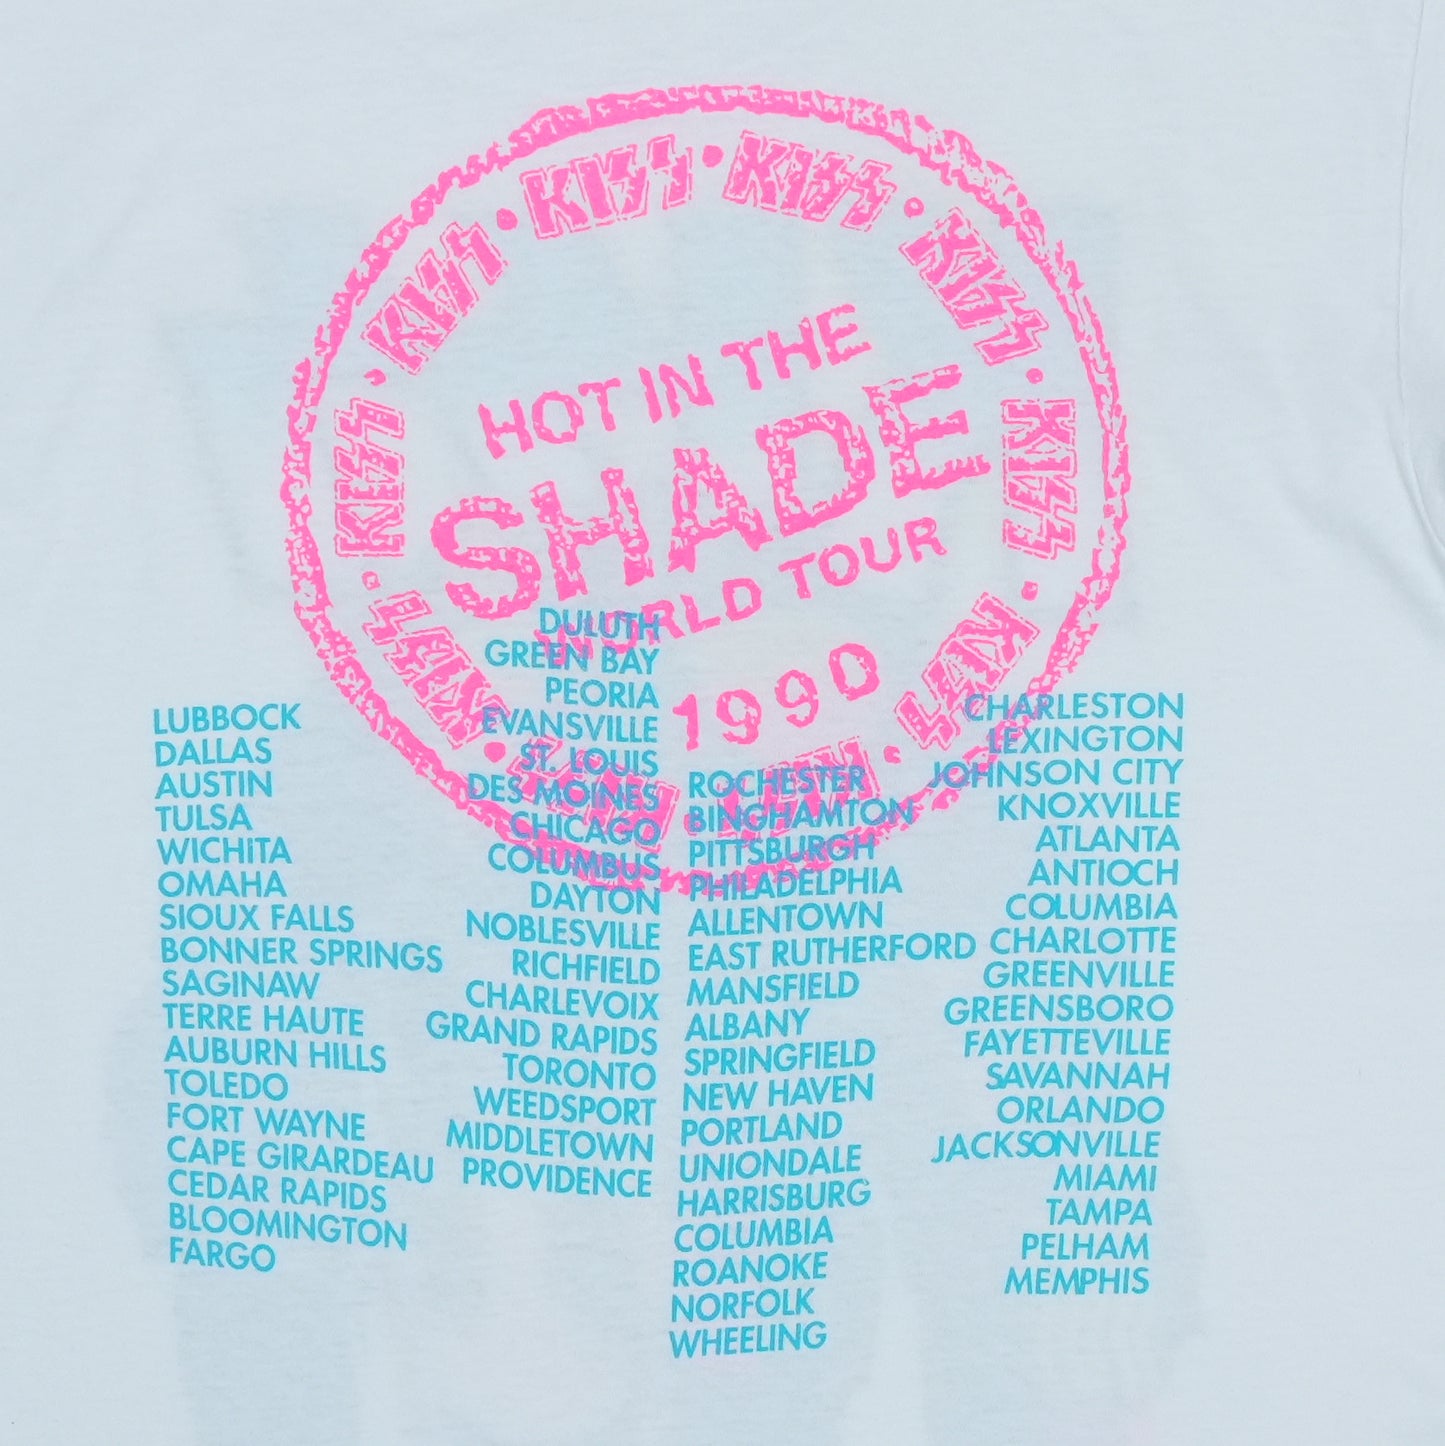 KISS • KISS • KISS • KISS • KISS • KISS • KISS • KISS • KISS • KISS
HOT IN THE
SHADE
WORLD TOUR
1990
LUBBOCK
DALLAS
AUSTIN
TULSA
WICHITA
OMAHA
SIOUX FALLS
BONNER SPRINGS
SAGINAW
TERRE HAUTE
AUBURN HILLS
TOLEDO
FORT WAYNE
CAPE GIRARDEAU
CEDAR RAPIDS
BLOOMINGTON
FARGO
DULUTH
GREEN BAY
PEORIA
EVANSVILLE
ST. LOUIS
DES MOINES
CHICAGO
COLUMBUS
DAYTON
NOBLESVILLE
RICHFIELD
CHARLEVOIX
GRAND RAPIDS
TORONTO
WEEDSPORT
MIDDLETOWN
PROVIDENCE
ROCHESTER
BINGHAMTON
PITTSBURGH
PHILADELPHIA
ALLENTOWN
EAST RUTHERFORD
MANSFIELD
ALBANY
SPRINGFIELD
NEW HAVEN
PORTLAND
UNIONDALE
HARRISBURG
COLUMBIA
ROANOKE
NORFOLK
WHEELING
CHARLESTON
LEXINGTON
JOHNSON CITY
KNOXVILLE
ATLANTA
ANTIOCH
COLUMBIA
CHARLOTTE
GREENVILLE
GREENSBORO
FAYETTEVILLE
SAVANNAH
ORLANDO
JACKSONVILLE
MIAMI
TAMPA
PELHAM
MEMPHIS